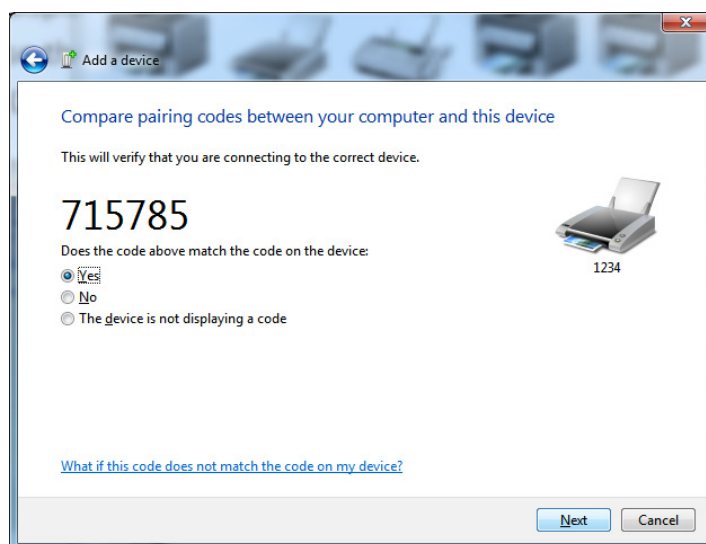 Add a device
Compare pairing codes between your computer and this device
This will verify that you are connecting to the correct device.
715785
1234
Does the code above match the code on the device:
Yes
No
The device is not displaying a code
What if this code does not match the code on my device?
Next Cancel